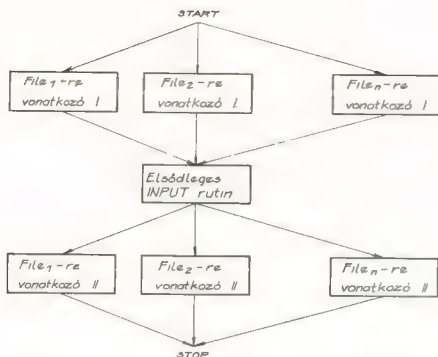 START
File₁-re
vonatkozó I
File₂-re
vonatkozó I.
Fileₙ-re
vonatkozó I
Elsődleges
INPUT rutin
File₁-re
vonatkozó II
File₂-re
vonatkozó II
Fileₙ-re
vonatkozó II
STOP